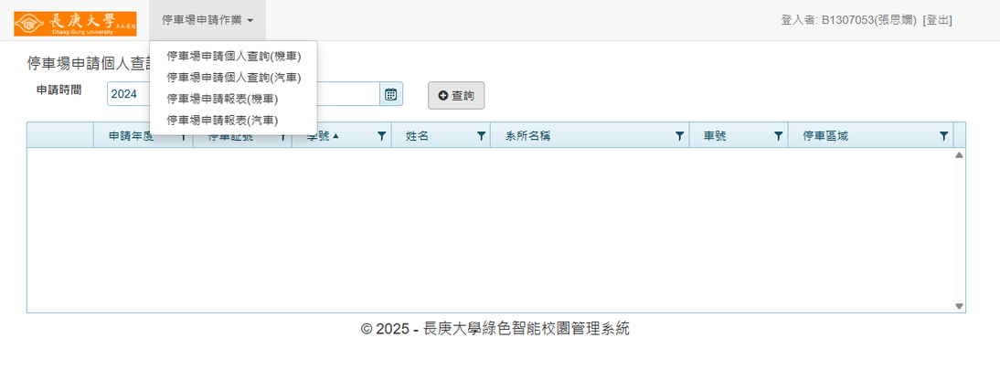 長庚大學
Chang Gung University
停車場申請作業
登入者: B1307053(張思嫻) [登出]
停車場申請個人查詢(機車)
停車場申請個人查詢(汽車)
停車場申請報表(機車)
停車場申請報表(汽車)
停車場申請個人查
申請時間
2024
查詢
申請年度
停車証號
學號
姓名
系所名稱
車號
停車區域
© 2025 - 長庚大學綠色智能校園管理系統